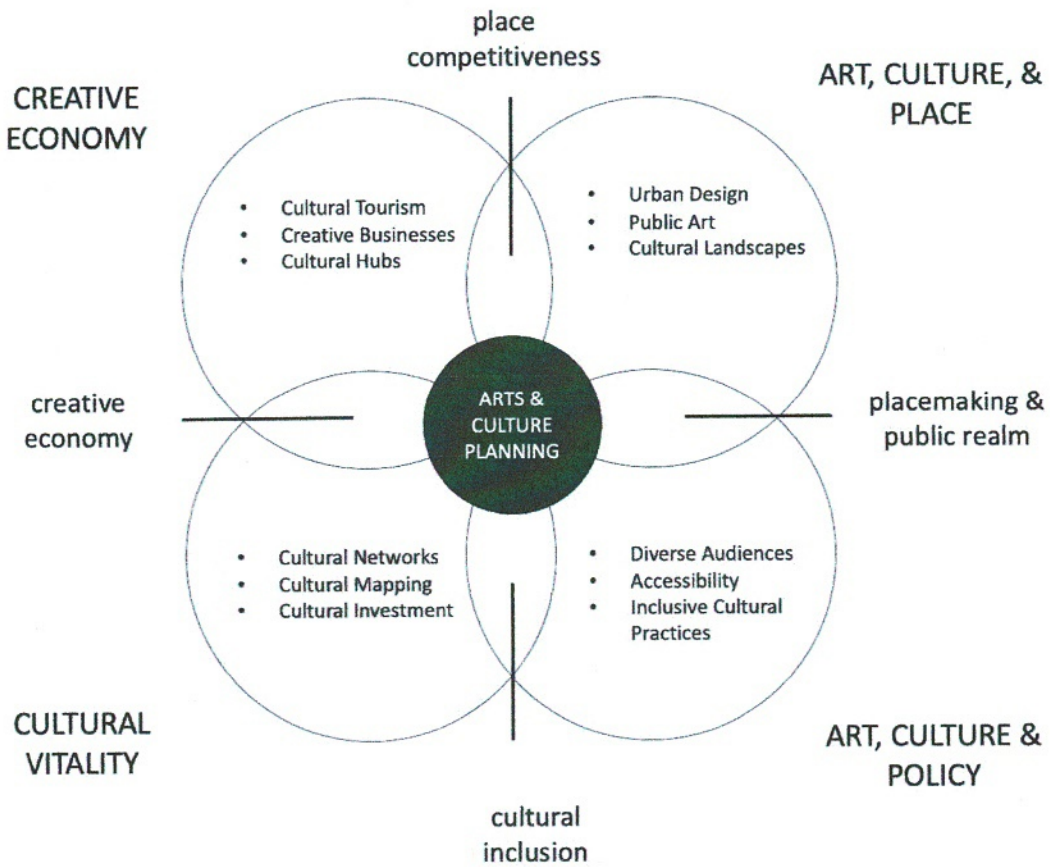 place
competitiveness
CREATIVE
ECONOMY
ART, CULTURE, &
PLACE
• Cultural Tourism
• Creative Businesses
• Cultural Hubs
• Urban Design
• Public Art
• Cultural Landscapes
creative
economy
ARTS &
CULTURE
PLANNING
placemaking &
public realm
• Cultural Networks
• Cultural Mapping
• Cultural Investment
• Diverse Audiences
• Accessibility
• Inclusive Cultural
Practices
CULTURAL
VITALITY
ART, CULTURE &
POLICY
cultural
inclusion